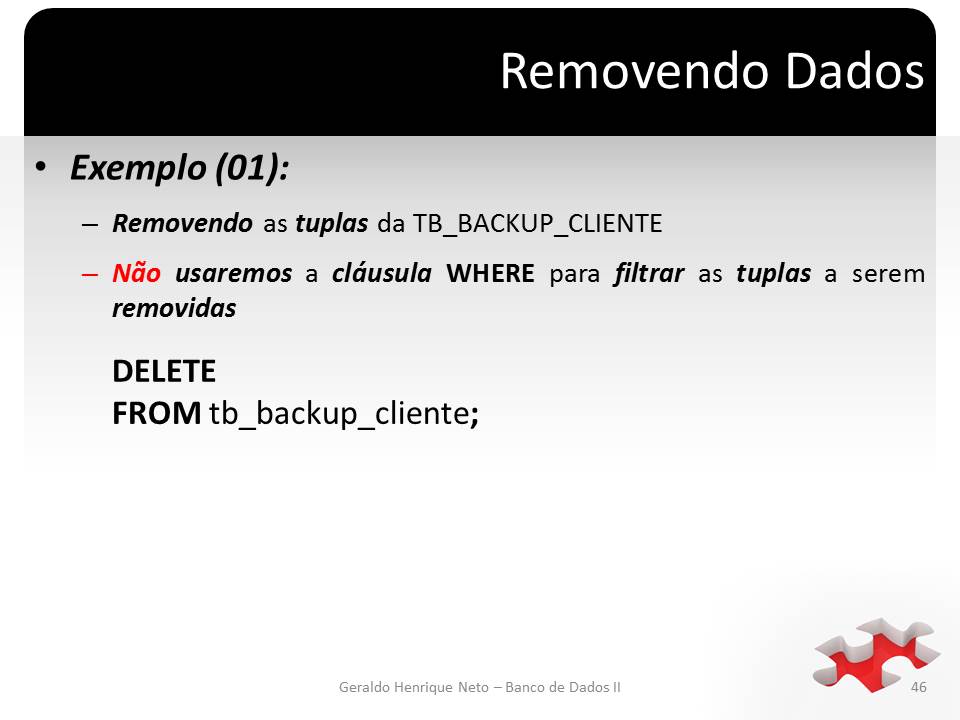 Removendo Dados
• Exemplo (01):
– Removendo as tuplas da TB_BACKUP_CLIENTE
– Não usaremos a cláusula WHERE para filtrar as tuplas a serem
removidas
DELETE
FROM tb_backup_cliente;
Geraldo Henrique Neto – Banco de Dados II
46